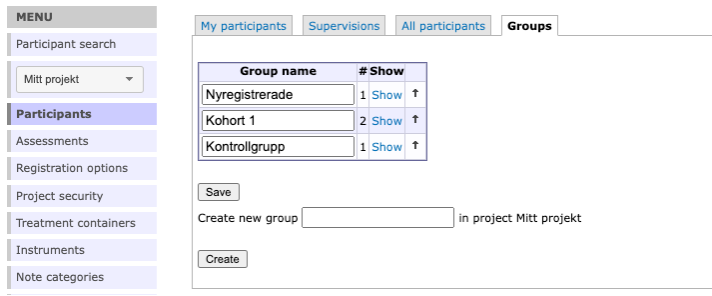 MENU
Participant search
Mitt projekt
Participants
Assessments
Registration options
Project security
Treatment containers
Instruments
Note categories
My participants Supervisions All participants Groups
Group name # Show
Nyregistrerade 1 Show ↑
Kohort 1 2 Show ↑
Kontrollgrupp 1 Show ↑
Save
Create new group in project Mitt projekt
Create